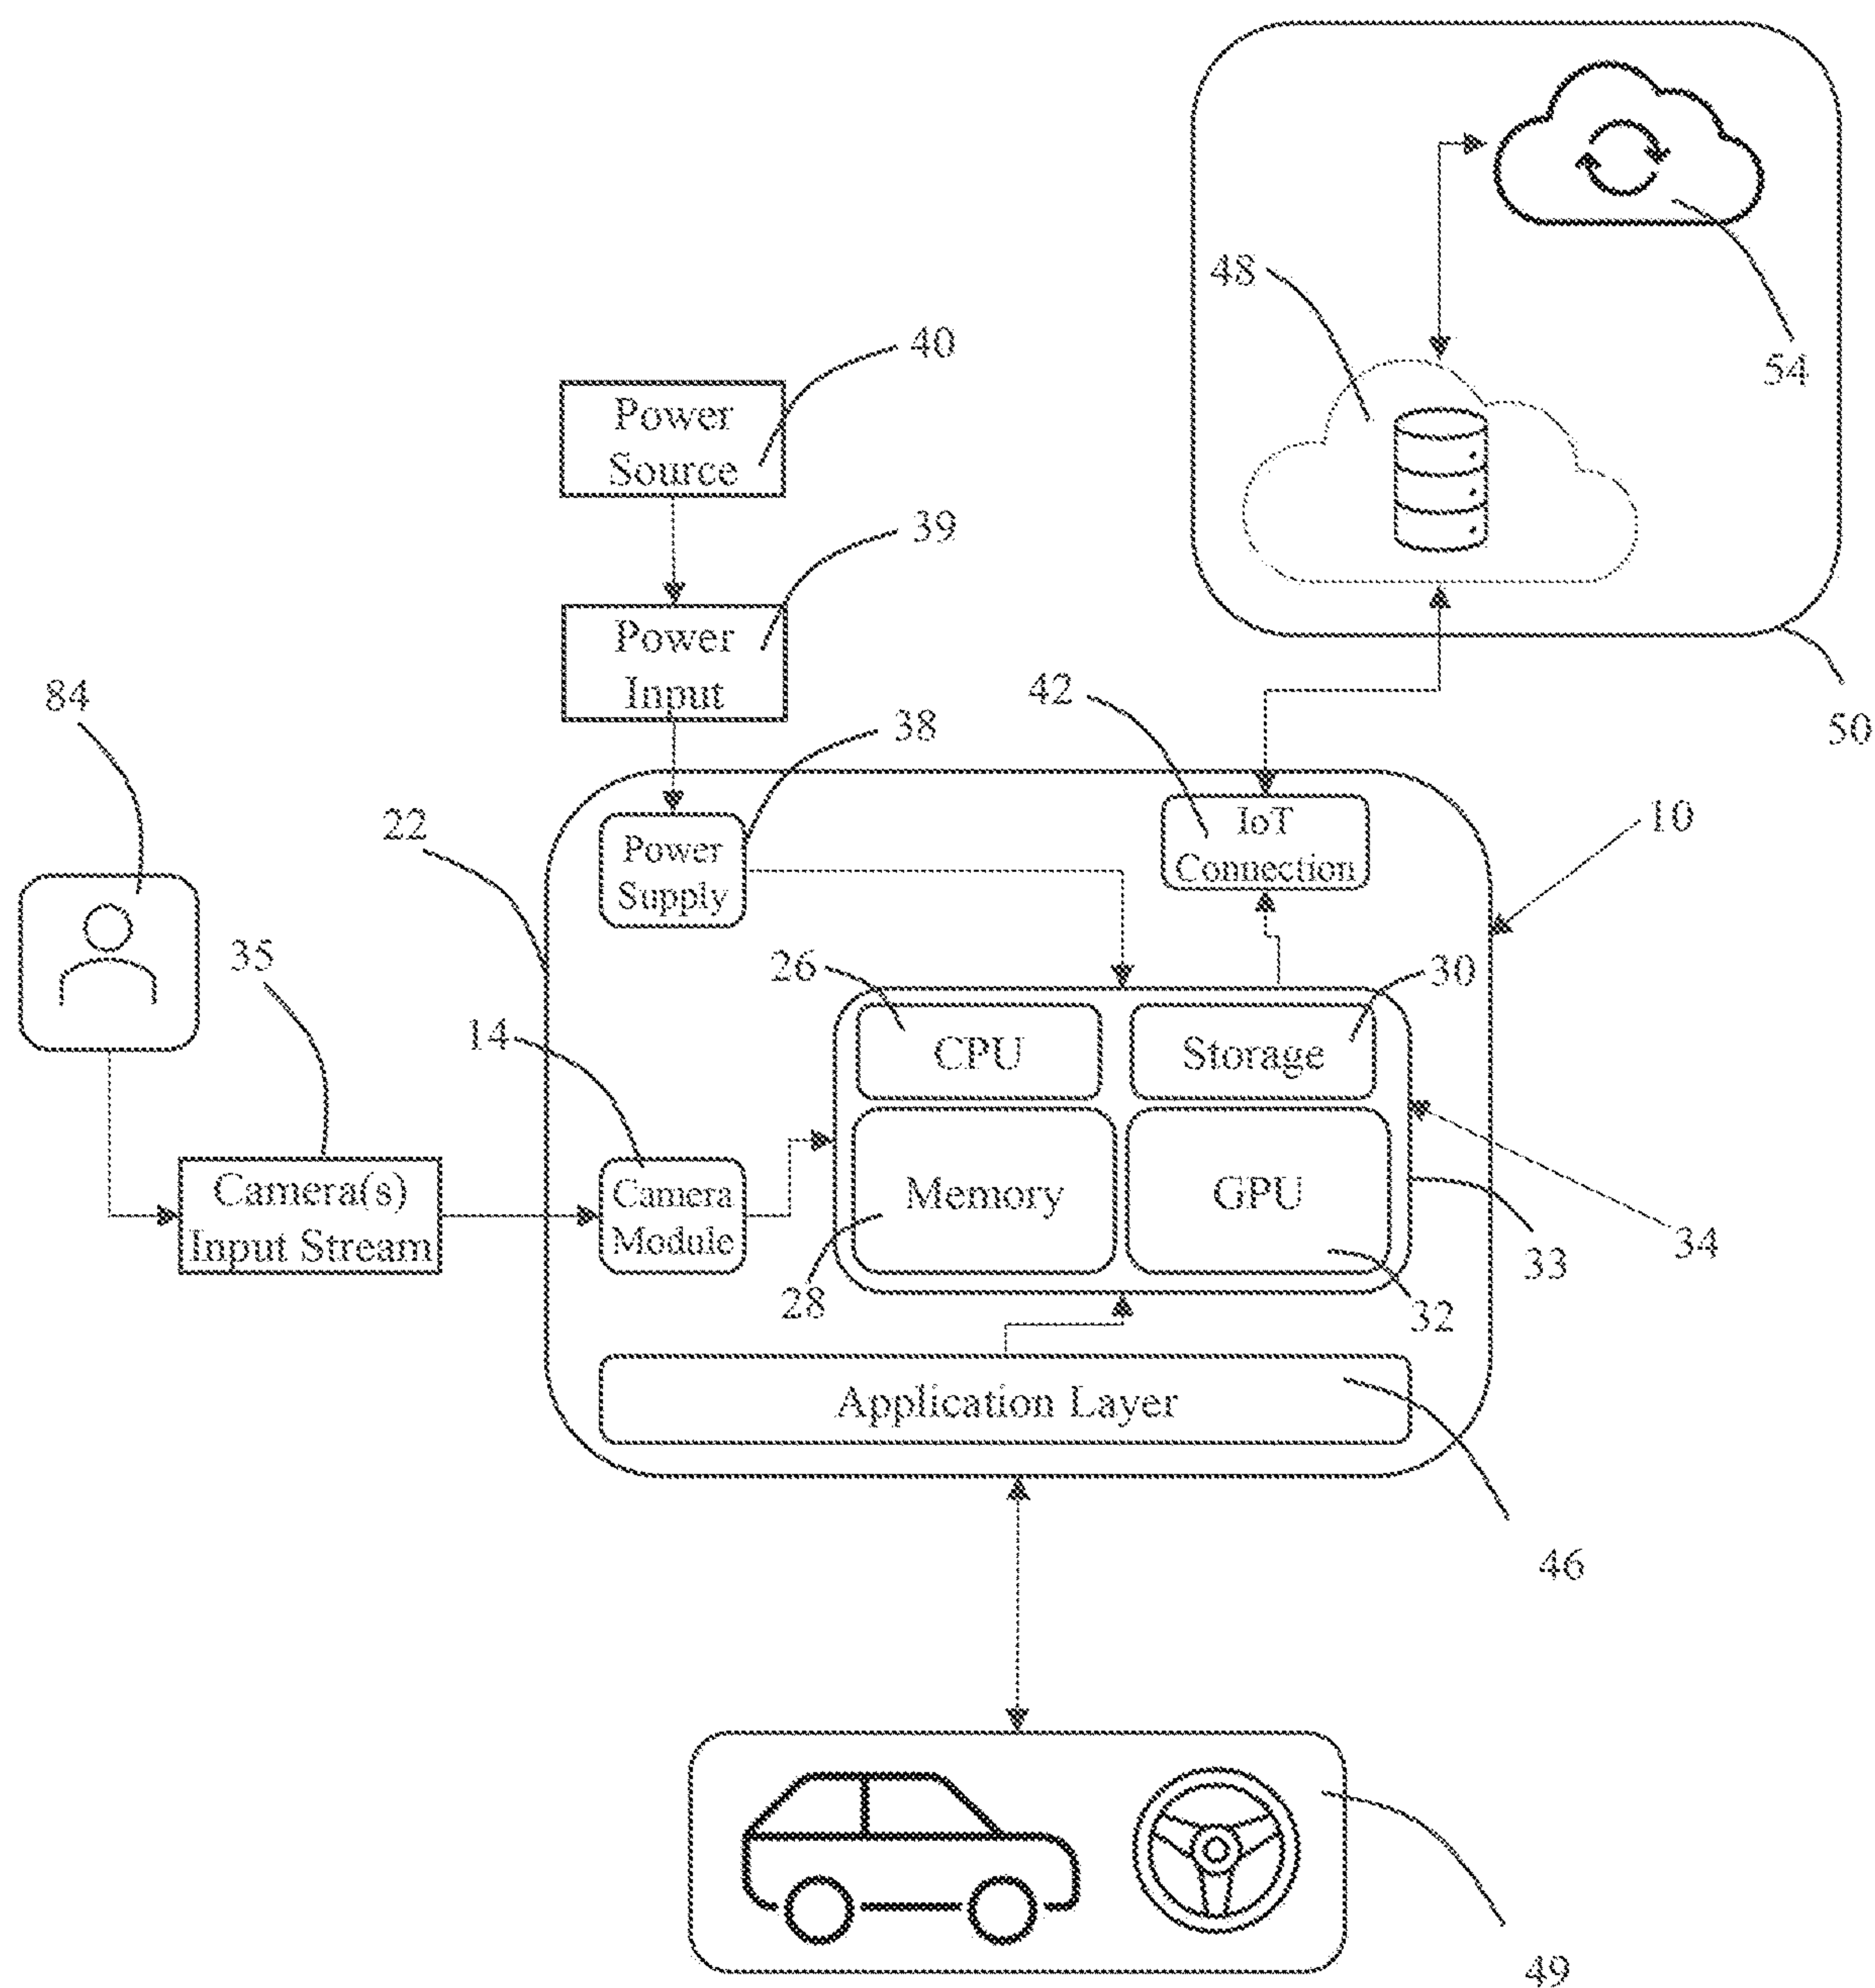 48
54
40
Power
Source
39
Power
Input
84
42
38
50
22
IoT
Connection
10
Power
Supply
35
26
30
14
CPU
Storage
Camera(s)
Input Stream
Camera
Module
Memory
GPU
34
33
28
32
Application Layer
46
49